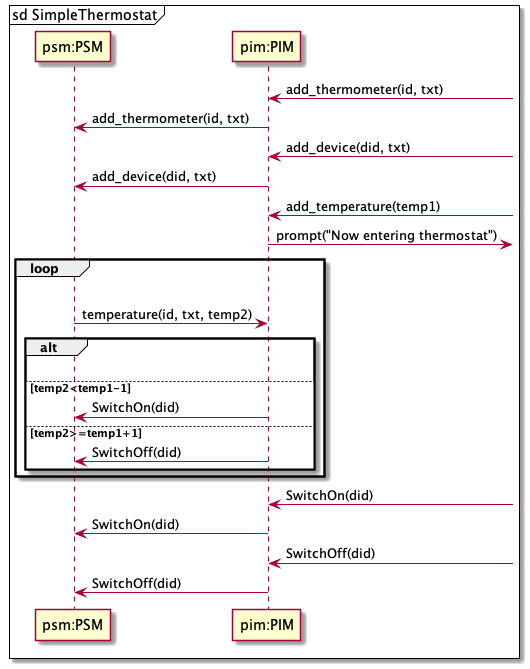 sd SimpleThermostat
psm:PSM
pim:PIM
add_thermometer(id, txt)
add_thermometer(id, txt)
add_device(did, txt)
add_device(did, txt)
add_temperature(temp1)
prompt("Now entering thermostat")
loop
temperature(id, txt, temp2)
alt
[temp2<temp1-1]
SwitchOn(did)
[temp2>=temp1+1]
SwitchOff(did)
SwitchOn(did)
SwitchOn(did)
SwitchOff(did)
SwitchOff(did)
psm:PSM
pim:PIM